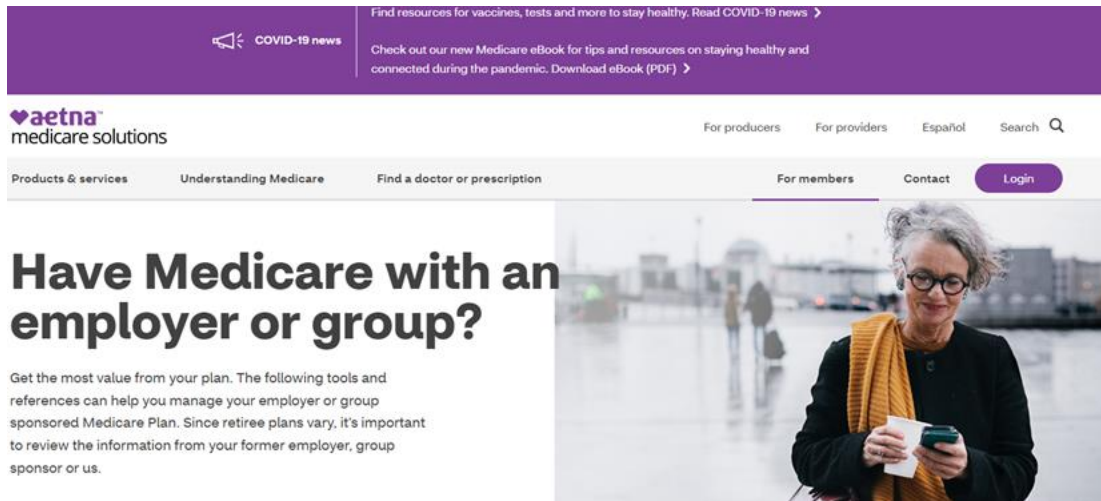 Find resources for vaccines, tests and more to stay healthy. Read COVID-19 news
COVID-19 news
Check out our new Medicare eBook for tips and resources on staying healthy and
connected during the pandemic. Download eBook (PDF)
aetna™
medicare solutions
For producers
For providers
Español
Search
Products & services
Understanding Medicare
Find a doctor or prescription
For members
Contact
Login
Have Medicare with an
employer or group?
Get the most value from your plan. The following tools and
references can help you manage your employer or group
sponsored Medicare Plan. Since retiree plans vary, it's important
to review the information from your former employer, group
sponsor or us.